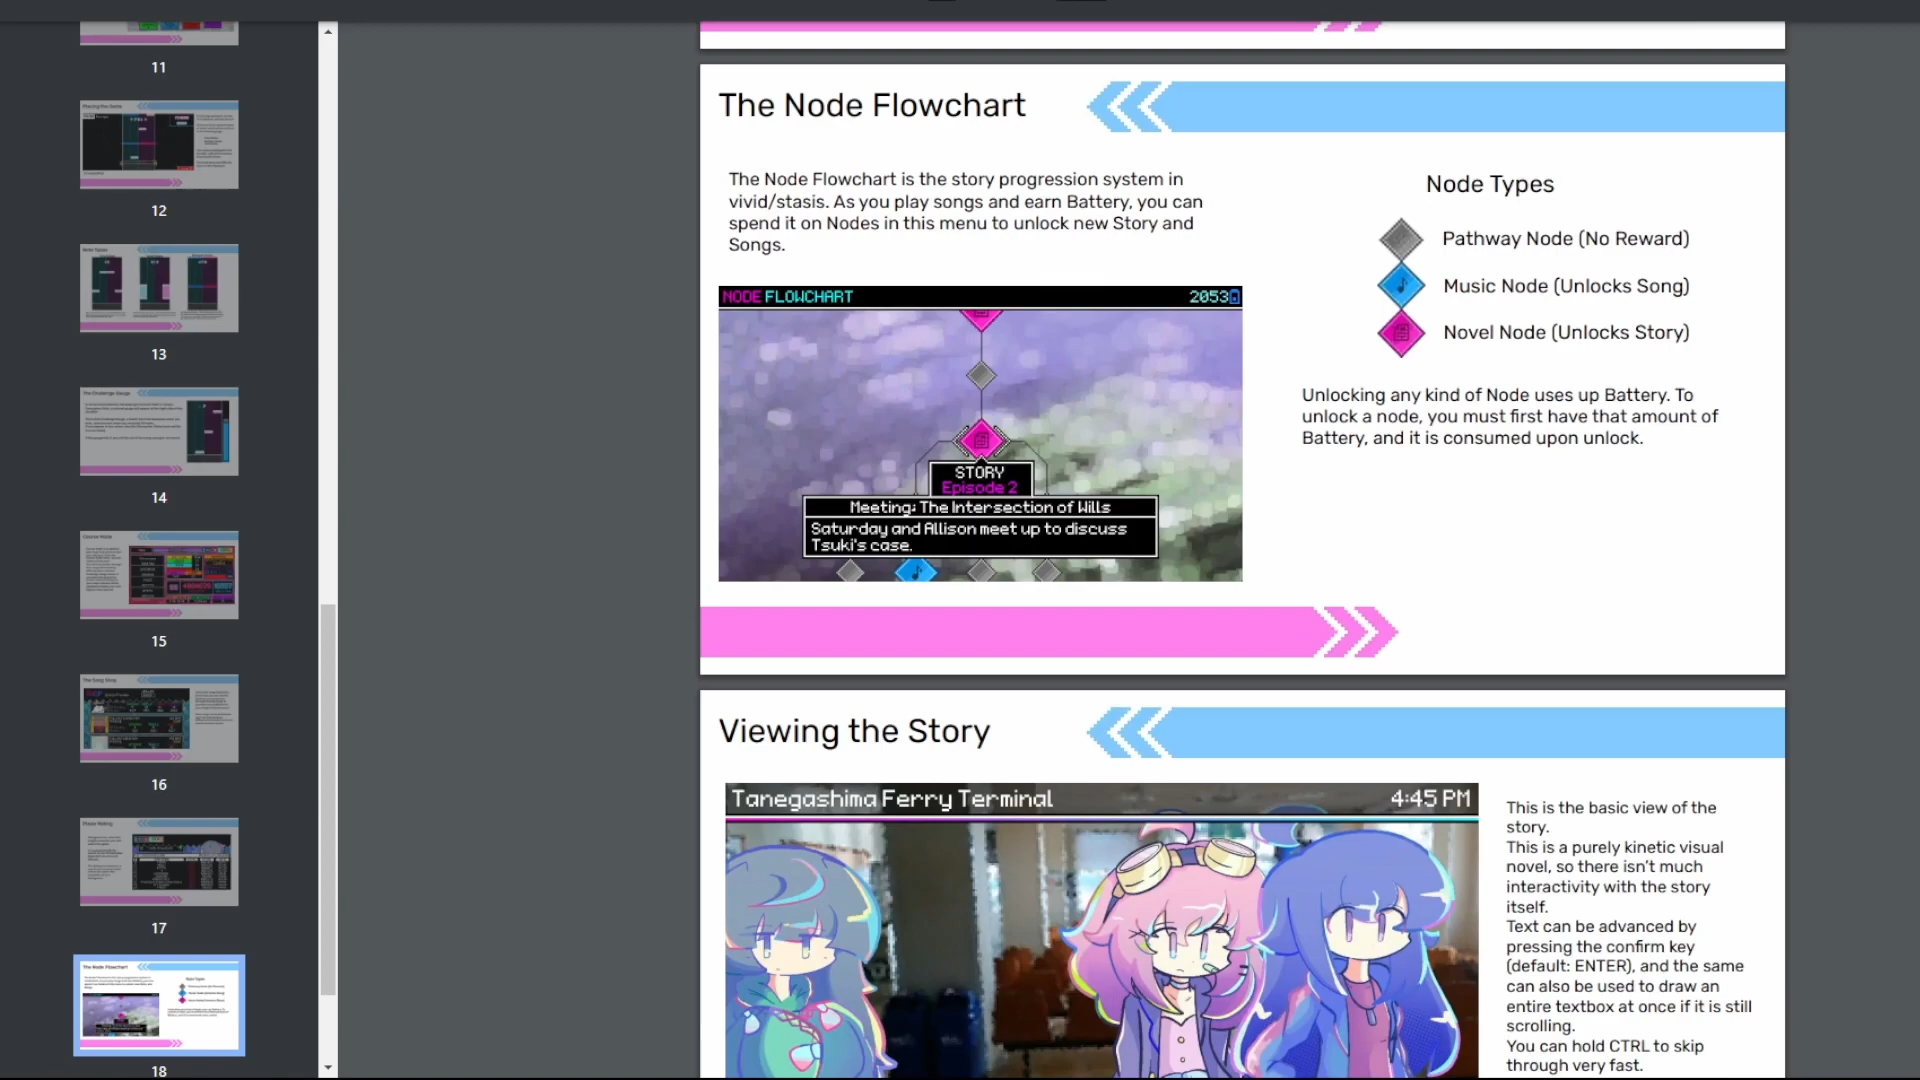 11
12
13
14
15
16
17
18
The Node Flowchart
The Node Flowchart is the story progression system in
vivid/stasis. As you play songs and earn Battery, you can
spend it on Nodes in this menu to unlock new Story and
Songs.
NODE FLOWCHART
2053
STORY
Episode 2
Meeting: The Intersection of Wills
Saturday and Allison meet up to discuss
Tsuki's case.
Node Types
Pathway Node (No Reward)
Music Node (Unlocks Song)
Novel Node (Unlocks Story)
Unlocking any kind of Node uses up Battery. To
unlock a node, you must first have that amount of
Battery, and it is consumed upon unlock.
Viewing the Story
Tanegashima Ferry Terminal
4:45 PM
This is the basic view of the
story.
This is a purely kinetic visual
novel, so there isn't much
interactivity with the story
itself.
Text can be advanced by
pressing the confirm key
(default: ENTER), and the same
can also be used to draw an
entire textbox at once if it is still
scrolling.
You can hold CTRL to skip
through very fast.